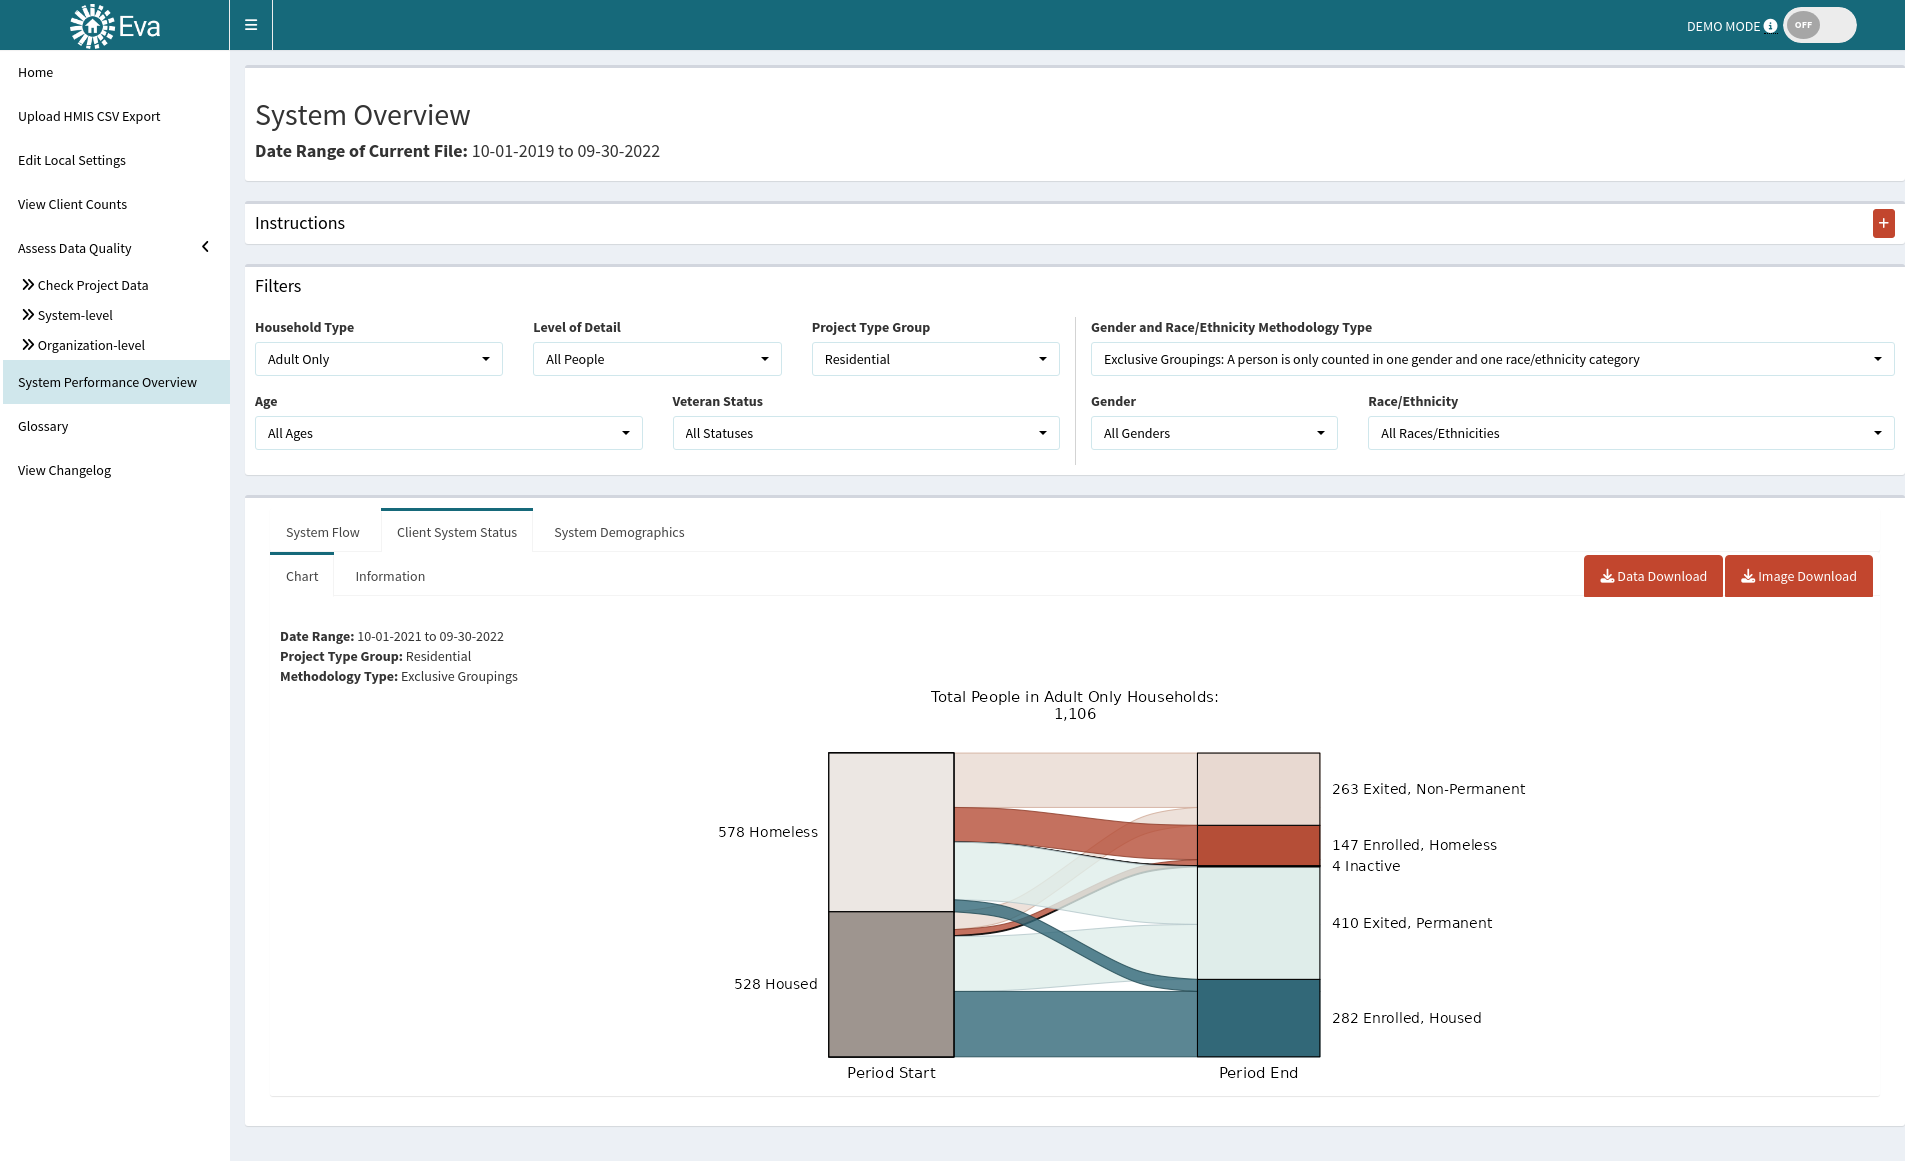 Eva
DEMO MODE
OFF
Home
Upload HMIS CSV Export
Edit Local Settings
View Client Counts
Assess Data Quality
Check Project Data
System-level
Organization-level
System Performance Overview
Glossary
View Changelog
System Overview
Date Range of Current File: 10-01-2019 to 09-30-2022
Instructions
+
Filters
Household Type
Adult Only
Level of Detail
All People
Project Type Group
Residential
Gender and Race/Ethnicity Methodology Type
Exclusive Groupings: A person is only counted in one gender and one race/ethnicity category
Age
All Ages
Veteran Status
All Statuses
Gender
All Genders
Race/Ethnicity
All Races/Ethnicities
System Flow
Client System Status
System Demographics
Chart
Information
Data Download
Image Download
Date Range: 10-01-2021 to 09-30-2022
Project Type Group: Residential
Methodology Type: Exclusive Groupings
Total People in Adult Only Households:
1,106
578 Homeless
528 Housed
263 Exited, Non-Permanent
147 Enrolled, Homeless
4 Inactive
410 Exited, Permanent
282 Enrolled, Housed
Period Start
Period End